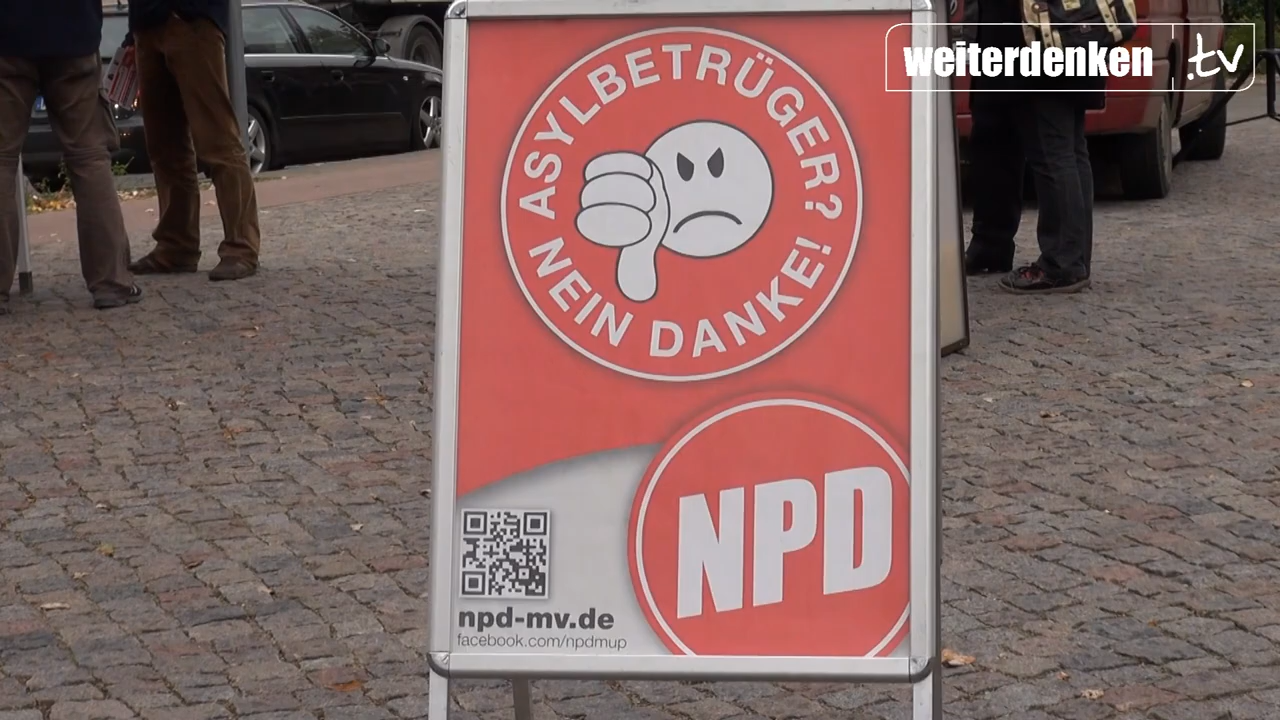 weiterdenken .tv
ASYLBETRÜGER?
NEIN DANKE!
NPD
npd-mv.de
facebook.com/npdmup